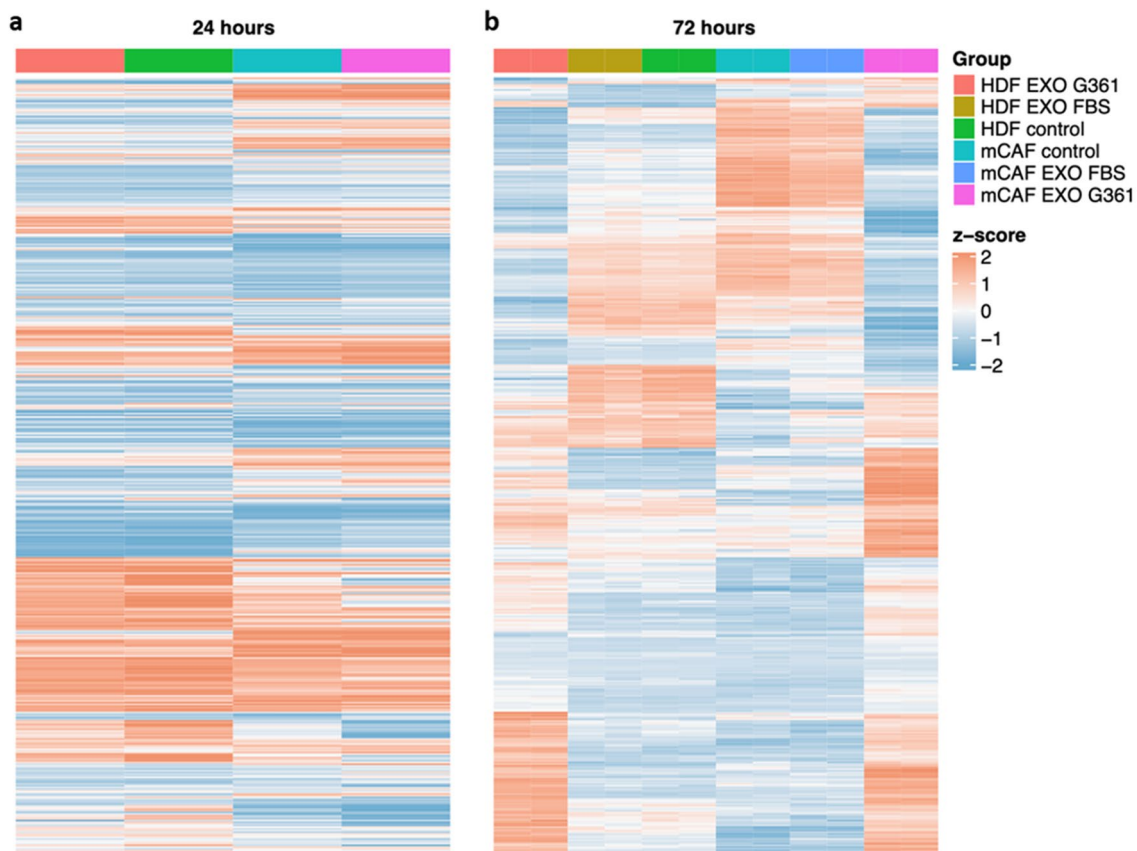 a
24 hours
b
72 hours
Group
HDF EXO G361
HDF EXO FBS
HDF control
mCAF control
mCAF EXO FBS
mCAF EXO G361
z−score
2
1
0
−1
−2